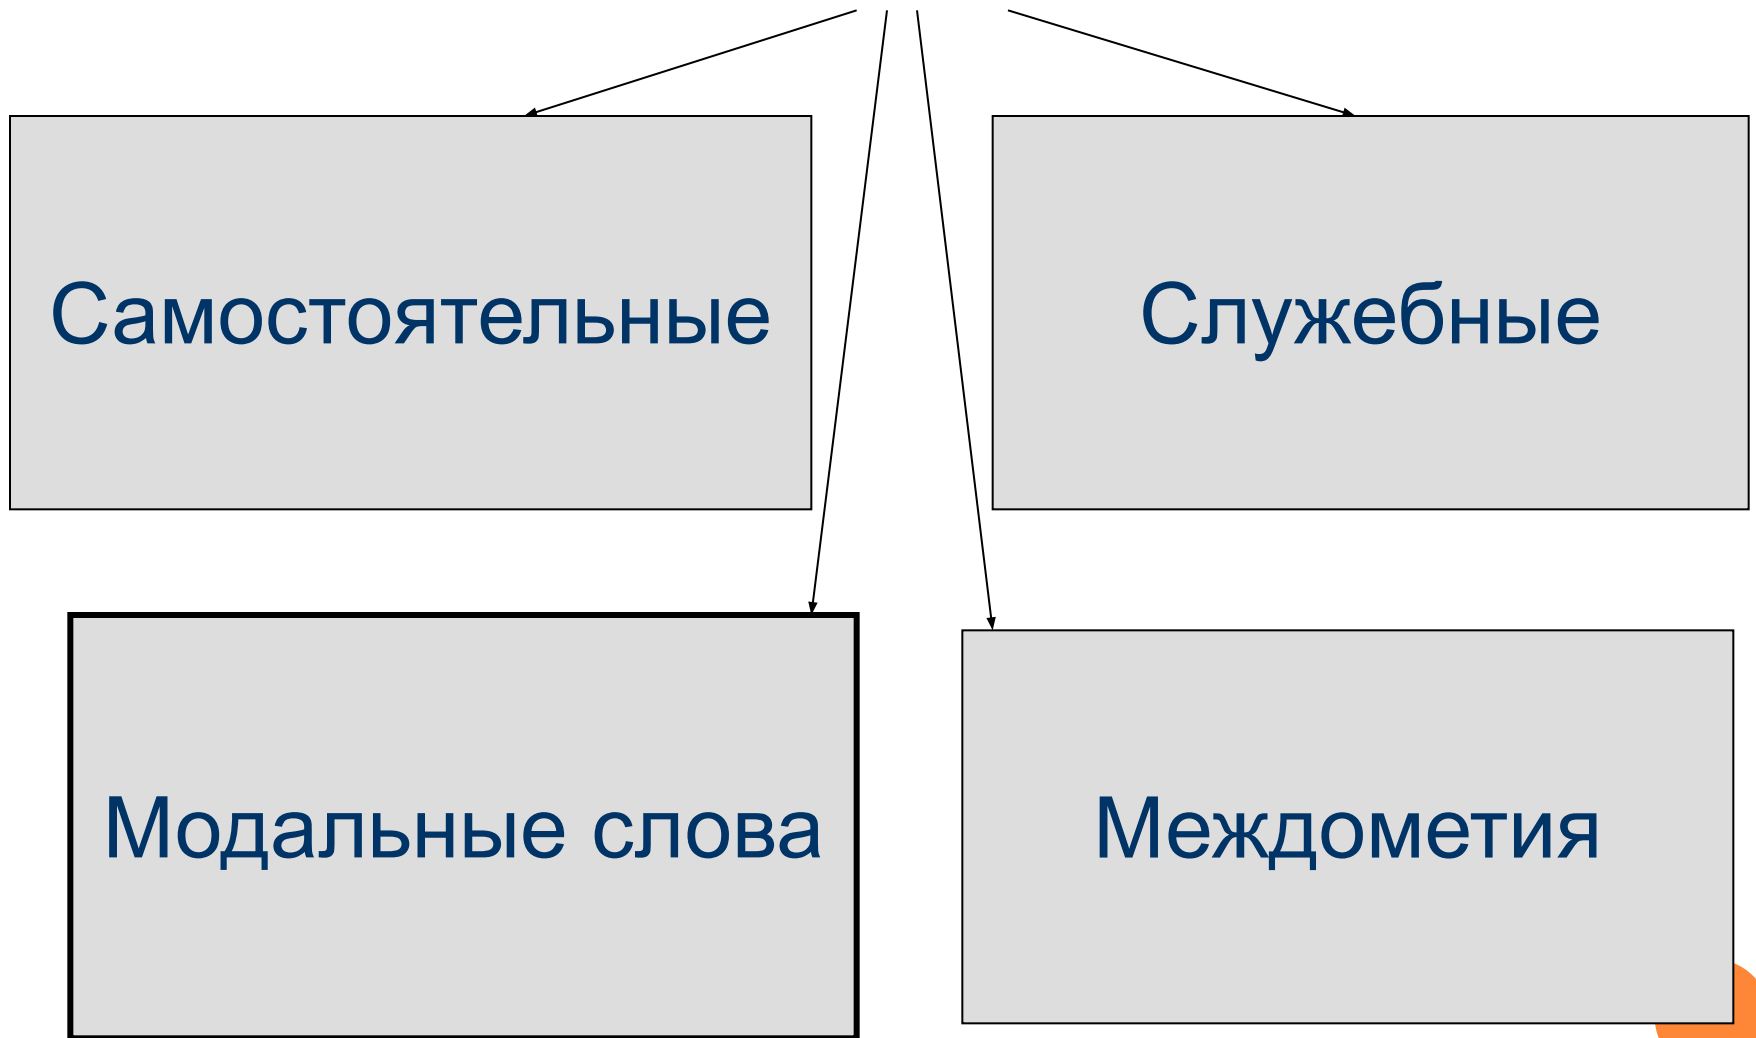 Самостоятельные
Служебные
Модальные слова
Междометия